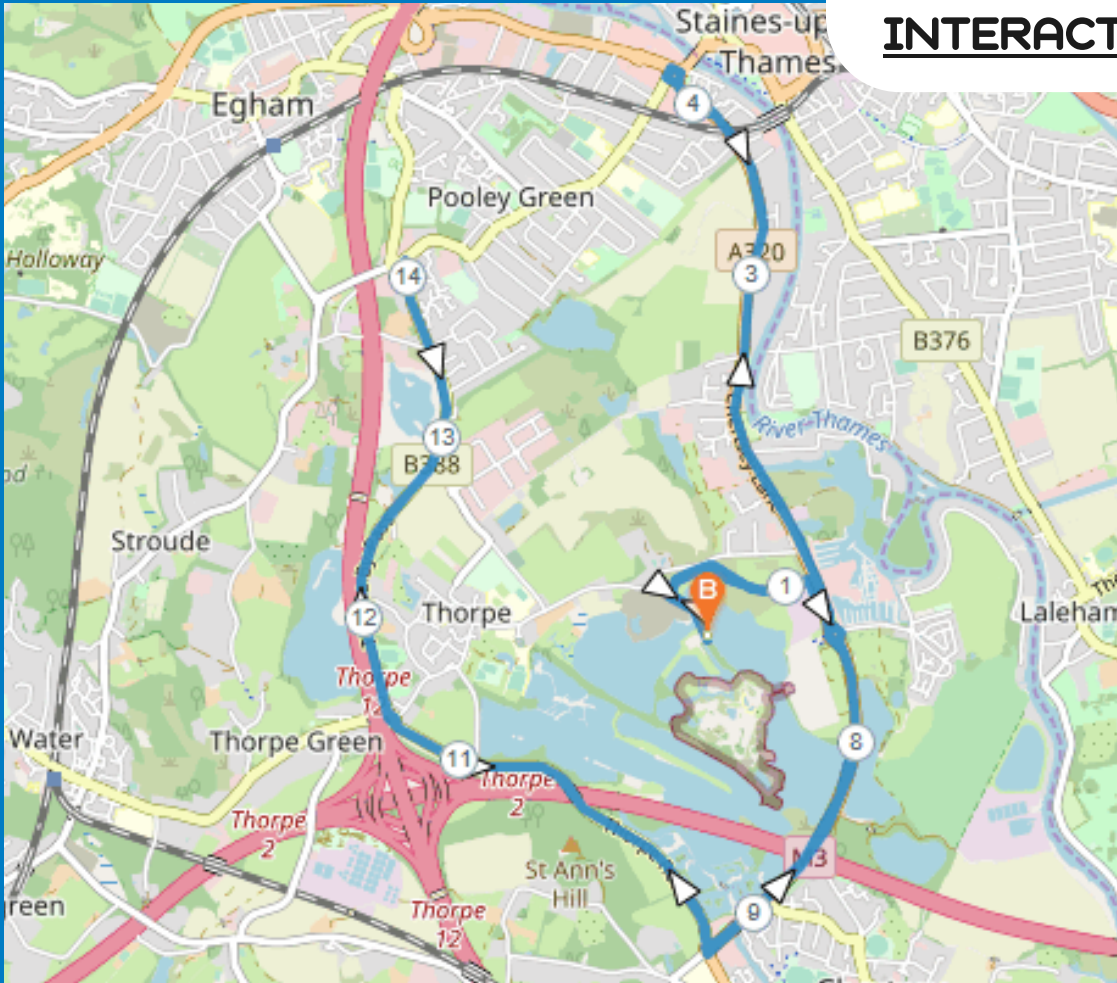 Staines-up
INTERACT
Thames
Egham
4
Pooley Green
Holloway
A320
3
14
B376
13
B388
River Thames
Stroude
1
B
12
Thorpe
Laleham
Thorpe
12
Water
Thorpe Green
8
11
Thorpe
2
Thorpe
2
M3
St Ann's
Hill
reen
9
Thorpe
12